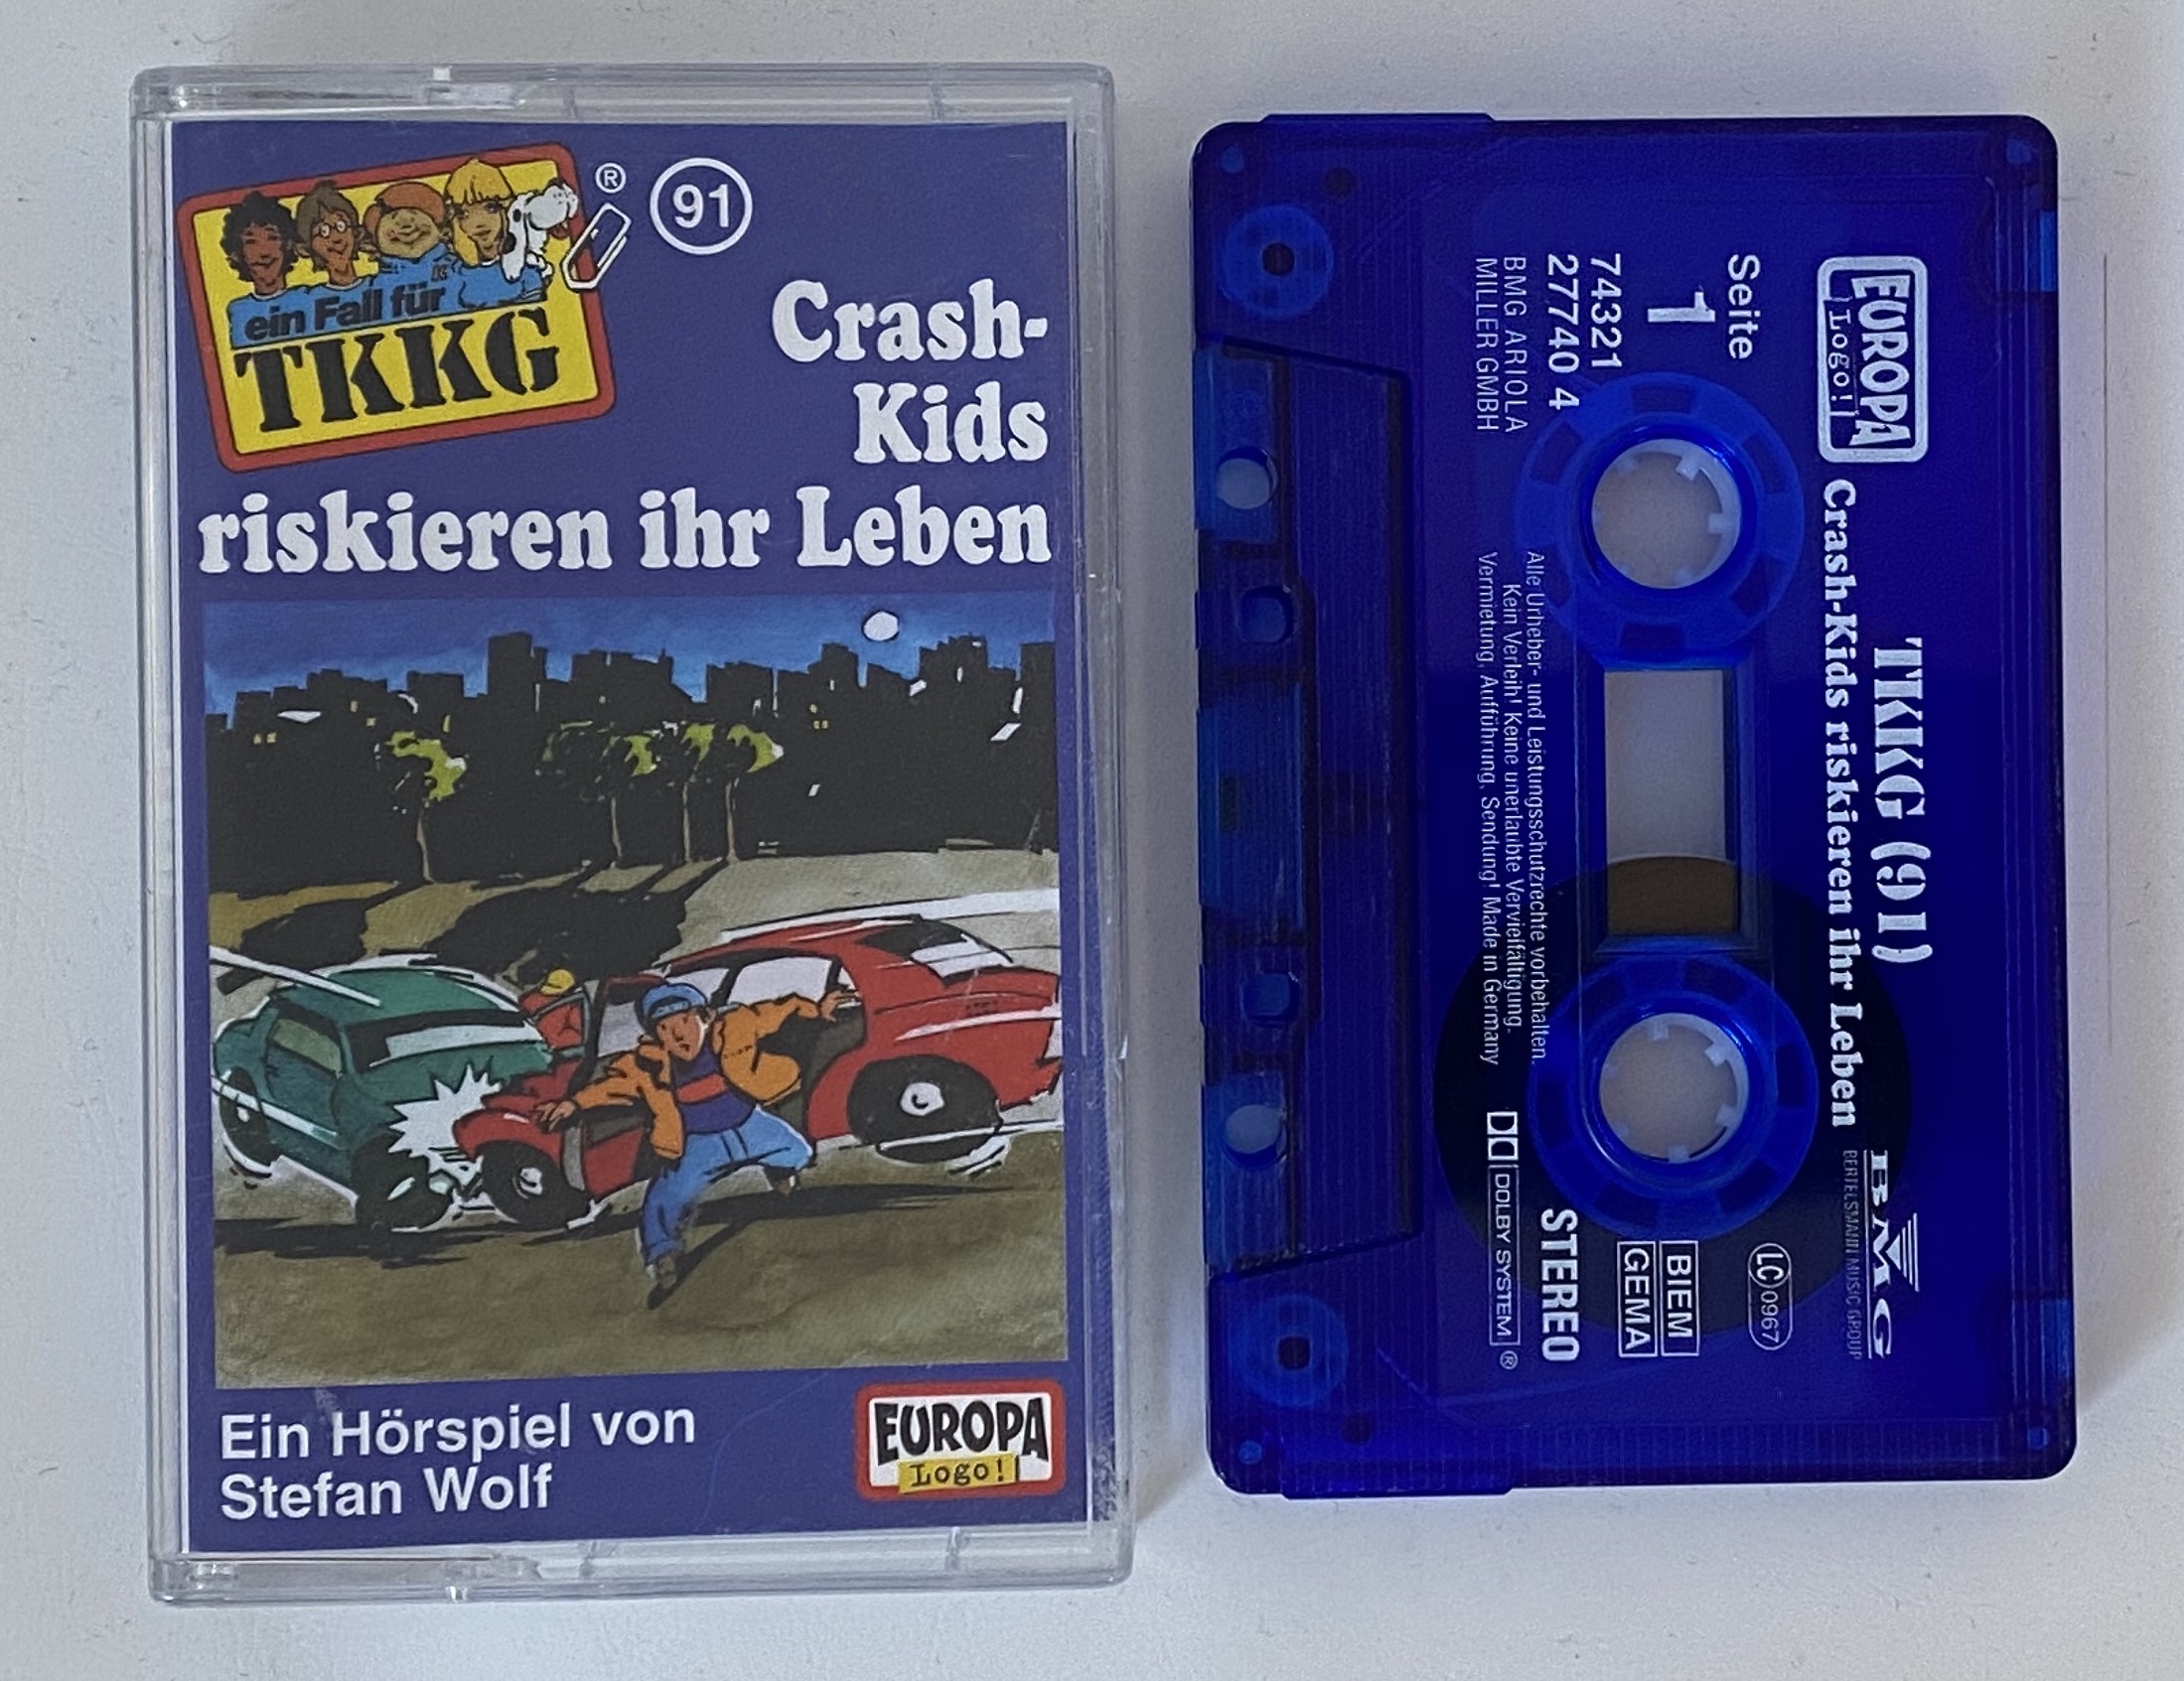 ein Fall für
TKKG
®
91
Crash-
Kids
riskieren ihr Leben
Ein Hörspiel von
Stefan Wolf
EUROPA
Logo!
EUROPA
Logo!
TKKG (91)
Crash-Kids riskieren ihr Leben
BMG
BERTELSMANN MUSIC GROUP
Seite
1
74321
27740 4
BMG ARIOLA
MILLER GMBH
LC 0967
BIEM
GEMA
STEREO
Alle Urheber- und Leistungsschutzrechte vorbehalten.
Kein Verleih! Keine unerlaubte Vervielfältigung.
Vermietung, Aufführung, Sendung! Made in Germany
DOLBY SYSTEM ®